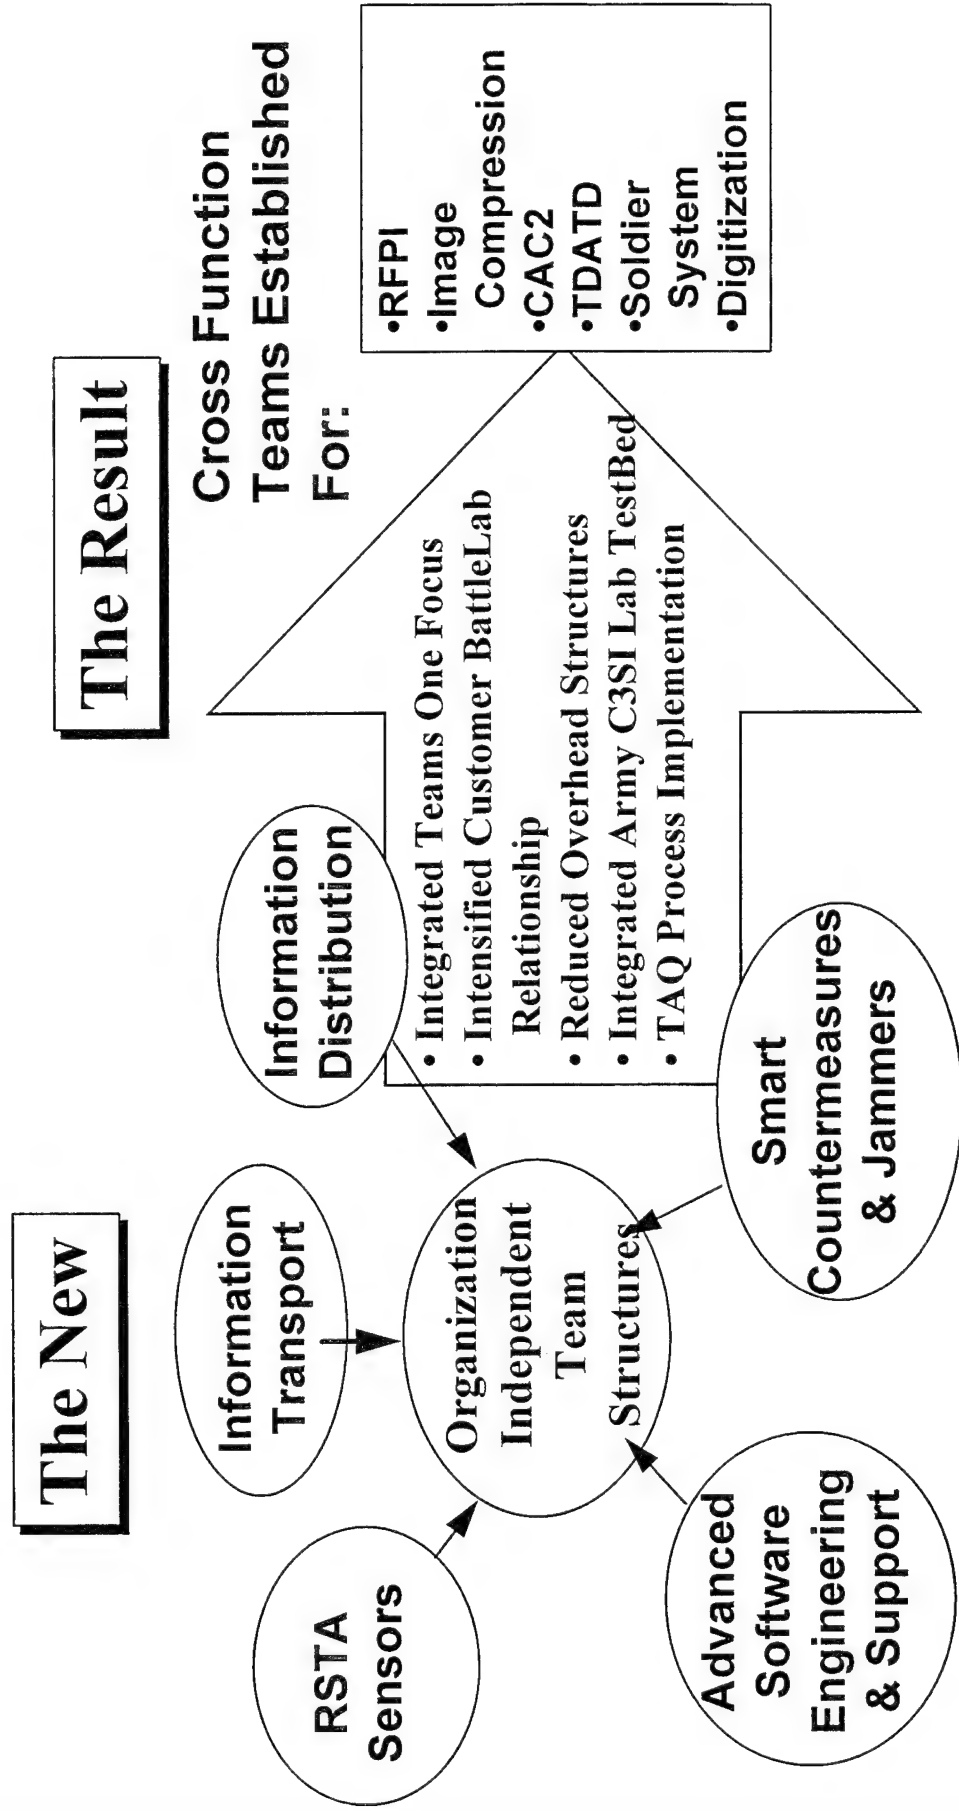 The New
RSTA
Sensors
Information
Transport
Information
Distribution
Organization
Independent
Team
Structures
Advanced
Software
Engineering
& Support
Smart
Countermeasures
& Jammers
The Result
• Integrated Teams One Focus
• Intensified Customer BattleLab
Relationship
• Reduced Overhead Structures
• Integrated Army C3SI Lab TestBed
• TAQ Process Implementation
Cross Function
Teams Established
For:
•RFPI
•Image
Compression
•CAC2
•TDATD
•Soldier
System
•Digitization